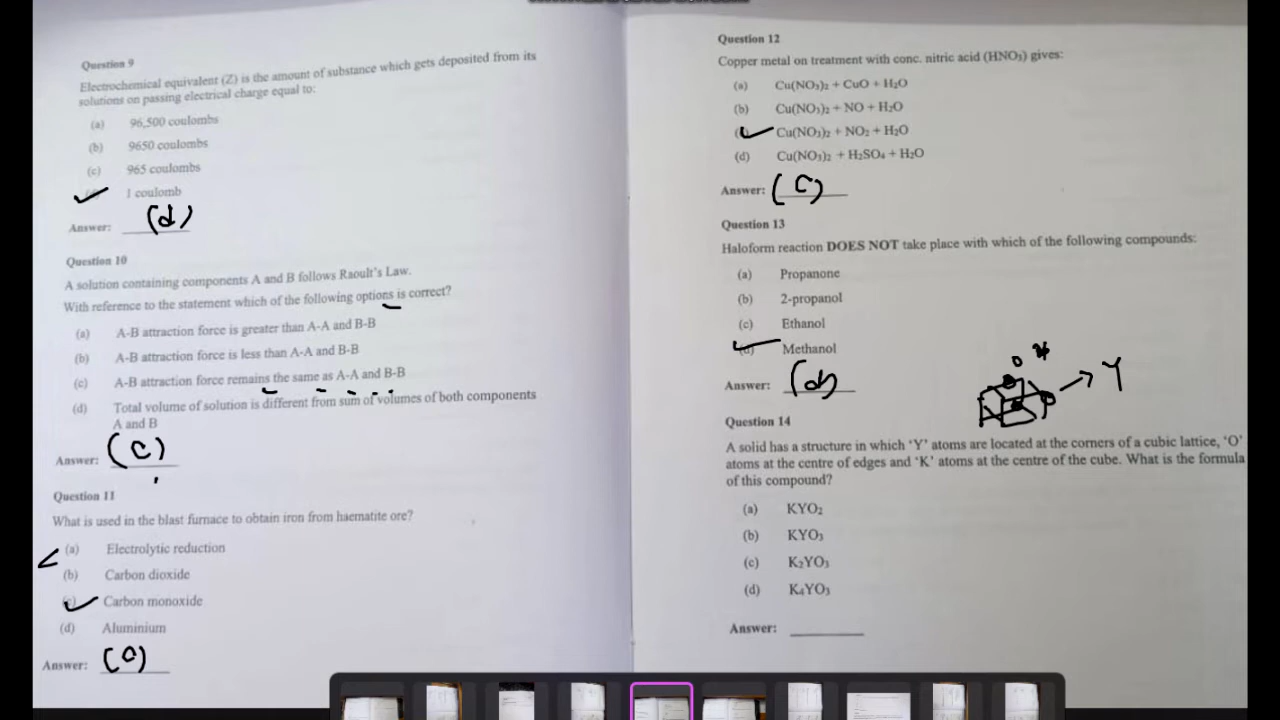 Question 9
Electrochemical equivalent (Z) is the amount of substance which gets deposited from its
solutions on passing electrical charge equal to:
(a) 96,500 coulombs
(b) 9650 coulombs
(c) 965 coulombs
1 coulomb
Answer: (d)
Question 10
A solution containing components A and B follows Raoult's Law.
With reference to the statement which of the following options is correct?
(a) A-B attraction force is greater than A-A and B-B
(b) A-B attraction force is less than A-A and B-B
(c) A-B attraction force remains the same as A-A and B-B
(d) Total volume of solution is different from sum of volumes of both components
A and B
Answer: (c)
Question 11
What is used in the blast furnace to obtain iron from haematite ore?
(a) Electrolytic reduction
(b) Carbon dioxide
(c) Carbon monoxide
(d) Aluminium
Answer:
Question 12
Copper metal on treatment with conc. nitric acid (HNO₃) gives:
(a) Cu(NO₃)₂ + CuO + H₂O
(b) Cu(NO₃)₂ + NO + H₂O
Cu(NO₃)₂ + NO₂ + H₂O
(d) Cu(NO₃)₂ + H₂SO₄ + H₂O
Answer: (c)
Question 13
Haloform reaction DOES NOT take place with which of the following compounds:
(a) Propanone
(b) 2-propanol
(c) Ethanol
(d) Methanol
Answer: (d)
O
Y
Question 14
A solid has a structure in which 'Y' atoms are located at the corners of a cubic lattice, 'O'
atoms at the centre of edges and 'K' atoms at the centre of the cube. What is the formula
of this compound?
(a) KYO₂
(b) KYO₃
(c) K₂YO₃
(d) K₄YO₃
Answer: